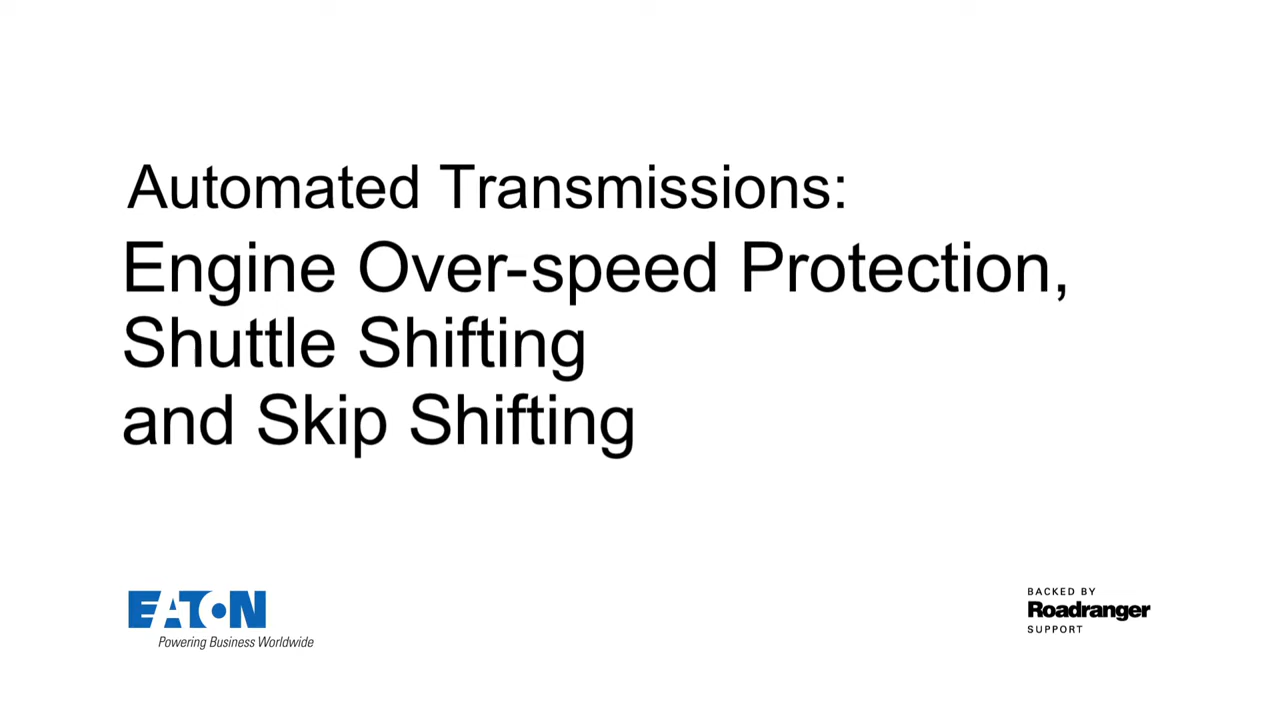 Automated Transmissions:
Engine Over-speed Protection,
Shuttle Shifting
and Skip Shifting
EATON
Powering Business Worldwide
BACKED BY
Roadranger
SUPPORT